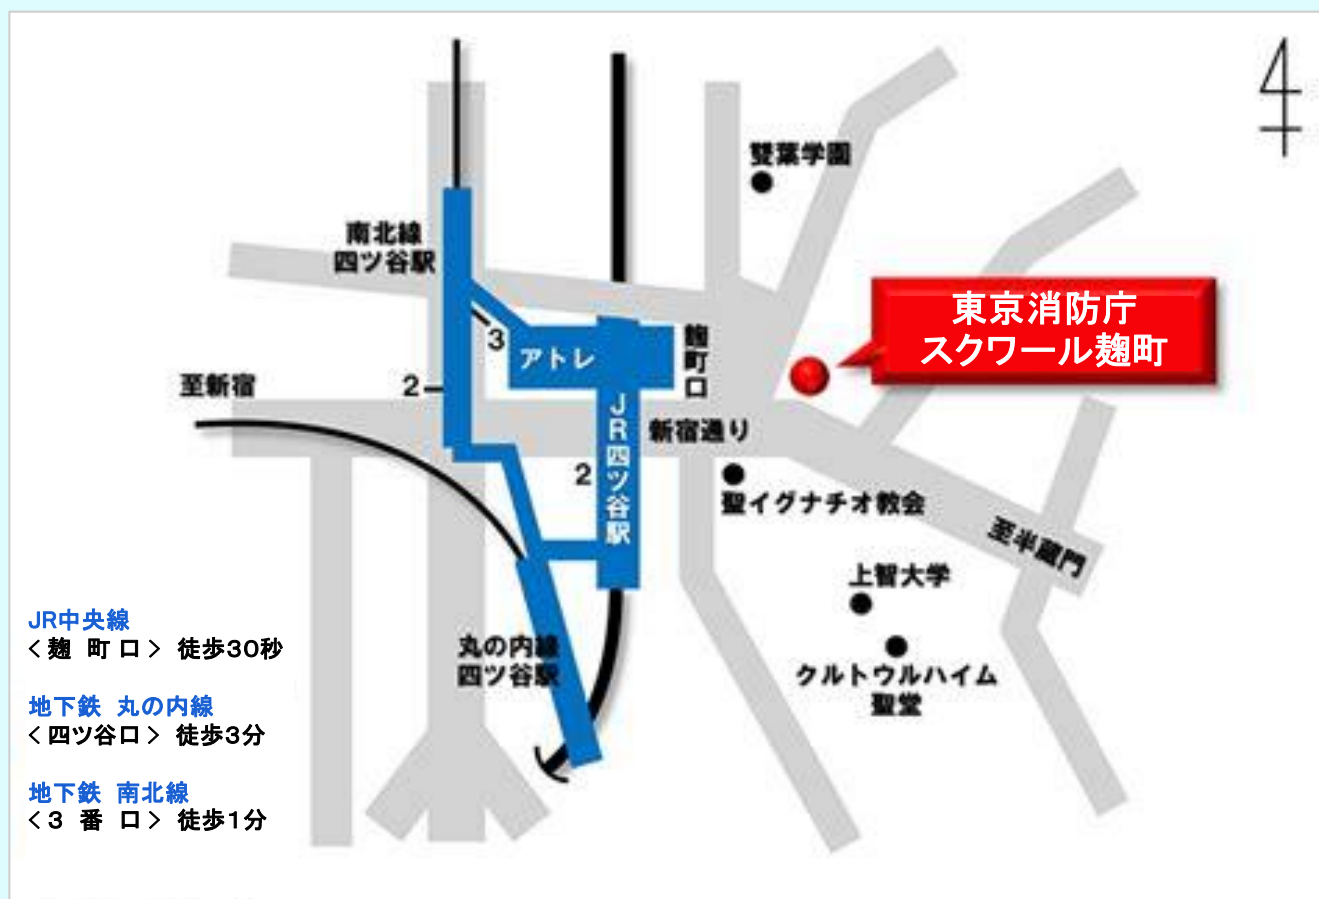 雙葉学園
南北線
四ツ谷駅
東京消防庁
スクワール麹町
3
アトレ
麹町口
至新宿
2
JR四ツ谷駅
新宿通り
2
聖イグナチオ教会
至半蔵門
上智大学
クルトゥルハイム
聖堂
丸の内線
四ツ谷駅
JR中央線
<麹 町 口> 徒歩30秒
地下鉄 丸の内線
<四ツ谷口> 徒歩3分
地下鉄 南北線
<3 番 口> 徒歩1分